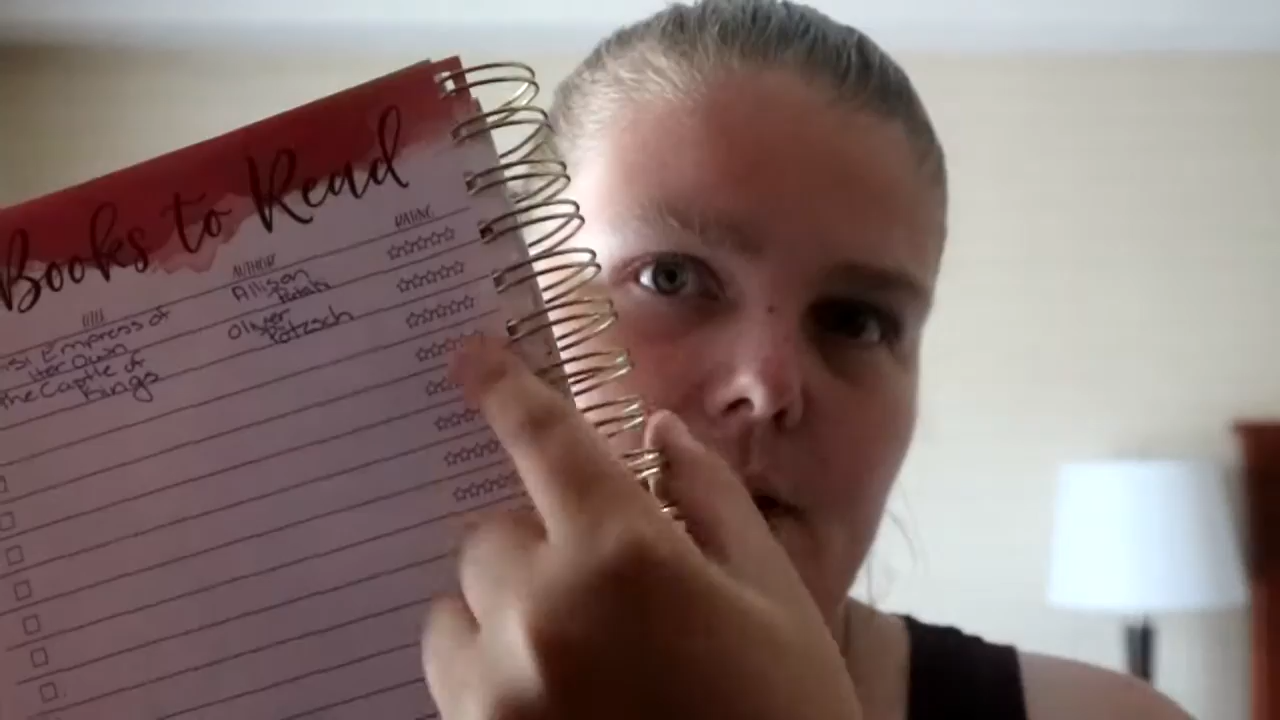 Books to Read
TITLE AUTHOR RATING
Empress of Allison
Her Own Pataki
The Castle of Oliver
Kings Pötzsch